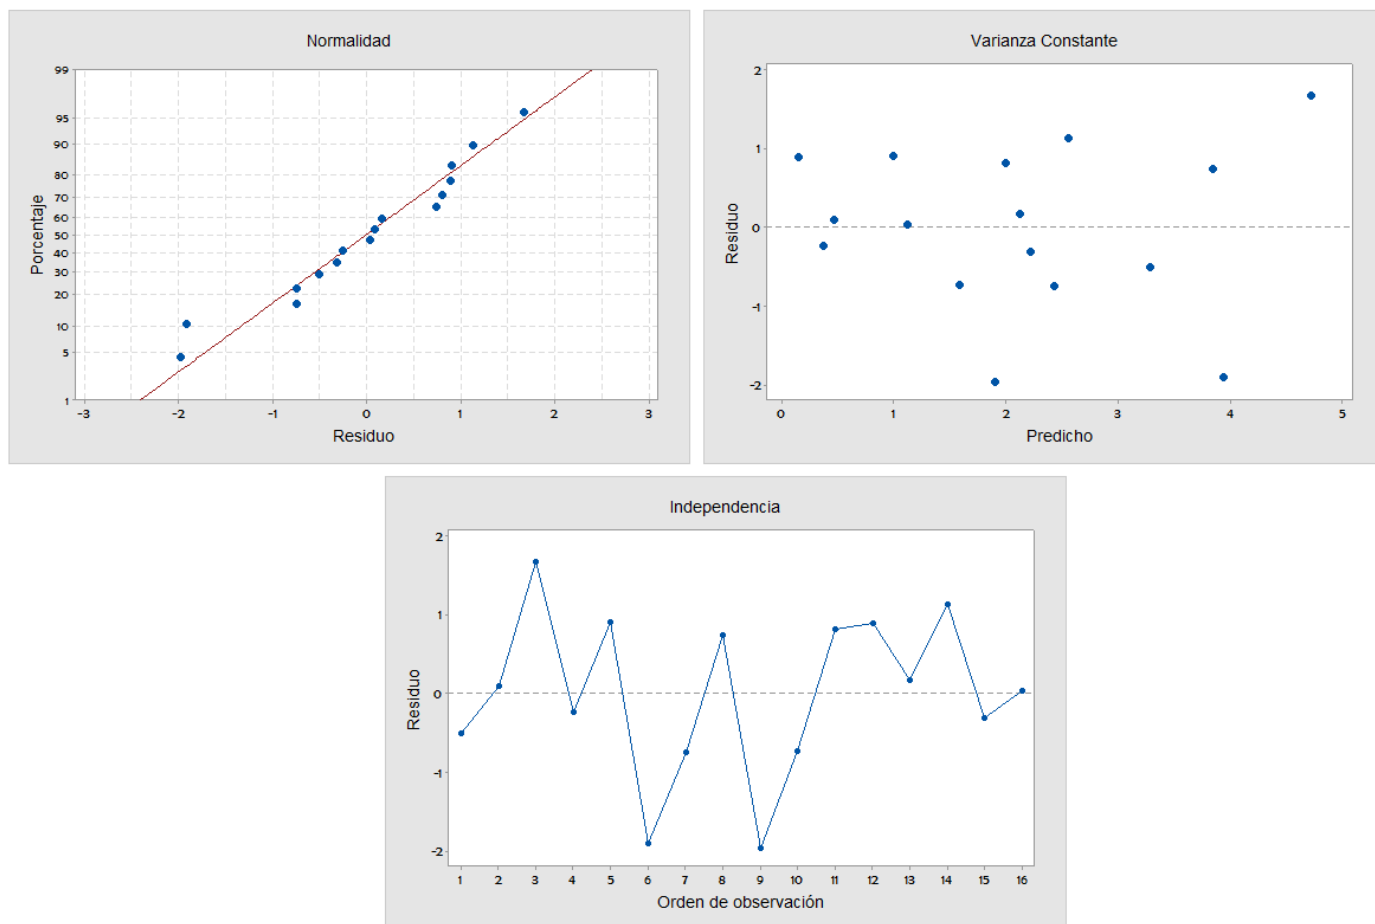 Normalidad
99
95
90
80
70
60
50
40
30
20
10
5
1
Porcentaje
-3 -2 -1 0 1 2 3
Residuo
Varianza Constante
2
1
0
-1
-2
Residuo
0 1 2 3 4 5
Predicho
Independencia
2
1
0
-1
-2
Residuo
1 2 3 4 5 6 7 8 9 10 11 12 13 14 15 16
Orden de observación